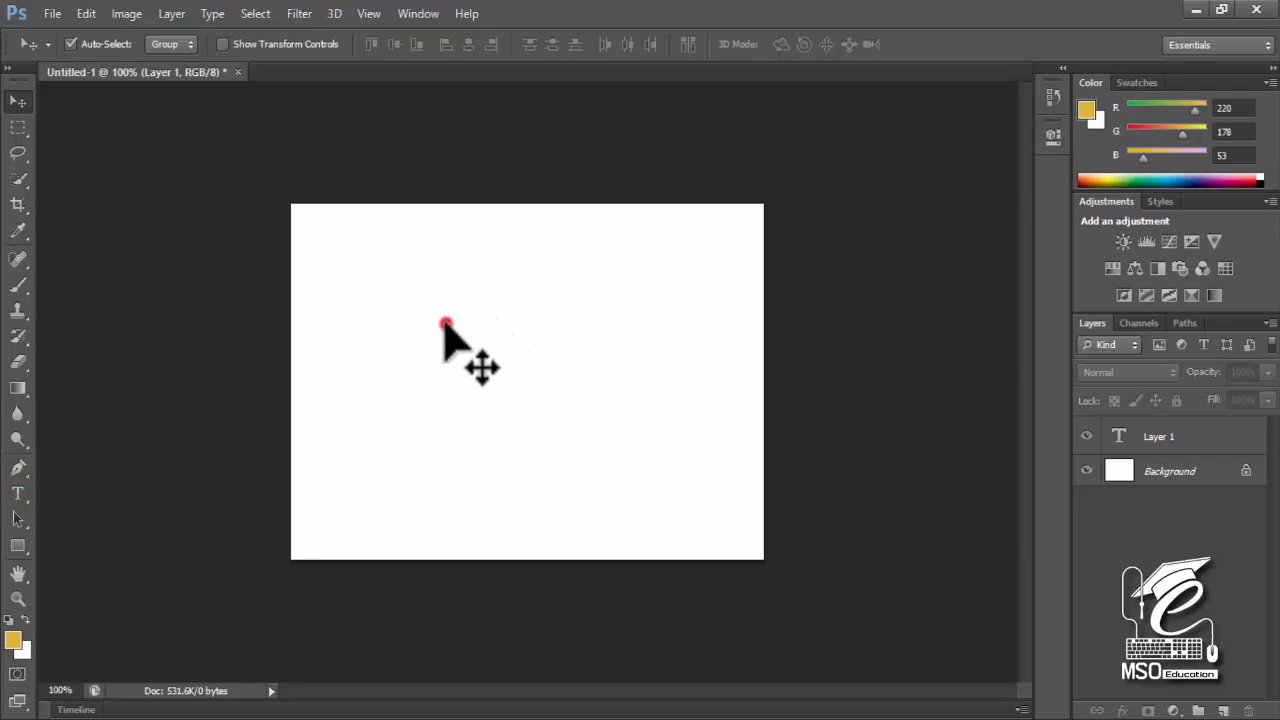 Ps File Edit Image Layer Type Select Filter 3D View Window Help
Auto-Select: Group Show Transform Controls 3D Mode: Essentials
Untitled-1 @ 100% (Layer 1, RGB/8) * ×
Color Swatches
R 220
G 178
B 53
Adjustments Styles
Add an adjustment
Layers Channels Paths
Kind
Normal Opacity: 100%
Lock: Fill: 100%
T Layer 1
Background
e
MSO Education
100% Doc: 531.6K/0 bytes
Timeline